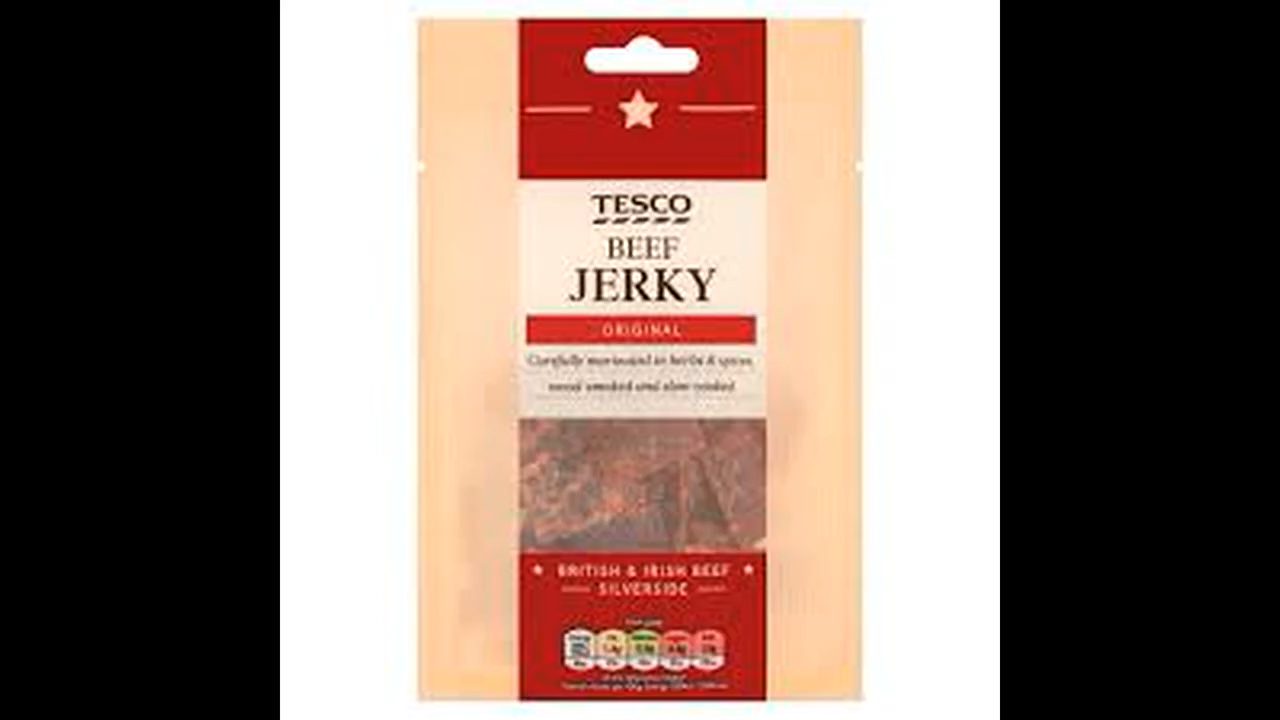 TESCO
BEEF
JERKY
ORIGINAL
Carefully marinated in herbs & spices
wood smoked and slow cooked
BRITISH & IRISH BEEF
SILVERSIDE